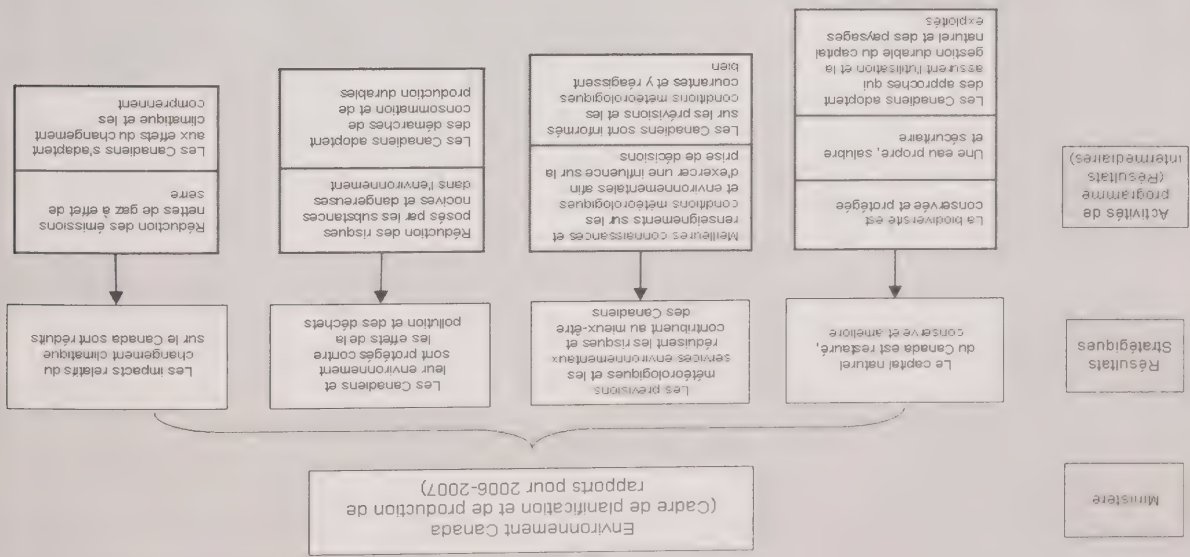 Ministère
Environnement Canada
(Cadre de planification et de production de
rapports pour 2006-2007)
Résultats
Stratégiques
Le capital naturel
du Canada est restauré,
conservé et amélioré
Les prévisions
météorologiques et les
services environnementaux
réduisent les risques et
contribuent au mieux-être
des Canadiens
Les Canadiens et
leur environnement
sont protégés contre
les effets de la
pollution et des déchets
Les impacts relatifs du
changement climatique
sur le Canada sont réduits
Activités de
programme
(Résultats
intermédiaires)
La biodiversité est
conservée et protégée
Une eau propre, salubre
et sécuritaire
Les Canadiens adoptent
des approches qui
assurent l'utilisation et la
gestion durable du capital
naturel et des paysages
exploités
Meilleures connaissances et
renseignements sur les
conditions météorologiques
et environnementales afin
d'exercer une influence sur la
prise de décisions
Les Canadiens sont informés
sur les prévisions et les
conditions météorologiques
courantes et y réagissent
bien
Réduction des risques
posés par les substances
nocives et dangereuses
dans l'environnement
Les Canadiens adoptent
des démarches de
consommation et de
production durables
Réduction des émissions
nettes de gaz à effet de
serre
Les Canadiens s'adaptent
aux effets du changement
climatique et les
comprennent